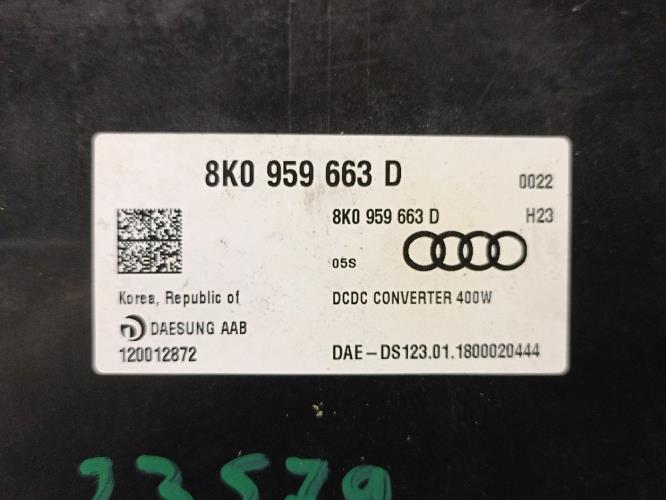 8K0 959 663 D
0022
8K0 959 663 D
H23
05S
Korea, Republic of
DCDC CONVERTER 400W
DAESUNG AAB
120012872
DAE-DS123.01.1800020444
23579